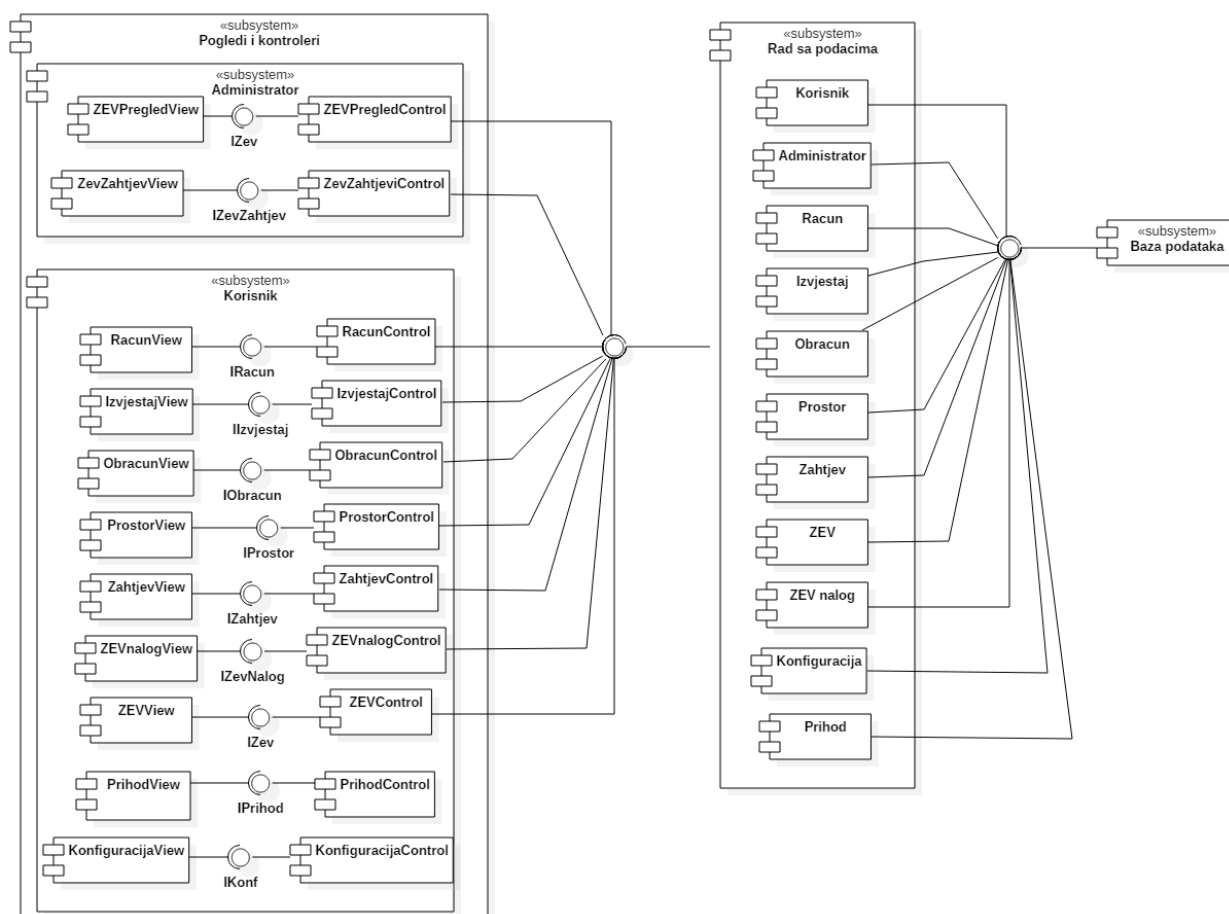 «subsystem»
Pogledi i kontroleri
«subsystem»
Administrator
ZEVPregledView
IZev
ZEVPregledControl
ZevZahtjevView
IZevZahtjev
ZevZahtjeviControl
«subsystem»
Korisnik
RacunView
IRacun
RacunControl
IzvjestajView
IIzvjestaj
IzvjestajControl
ObracunView
IObracun
ObracunControl
ProstorView
IProstor
ProstorControl
ZahtjevView
IZahtjev
ZahtjevControl
ZEVnalogView
IZevNalog
ZEVnalogControl
ZEVView
IZev
ZEVControl
PrihodView
IPrihod
PrihodControl
KonfiguracijaView
IKonf
KonfiguracijaControl
«subsystem»
Rad sa podacima
Korisnik
Administrator
Racun
Izvjestaj
Obracun
Prostor
Zahtjev
ZEV
ZEV nalog
Konfiguracija
Prihod
«subsystem»
Baza podataka